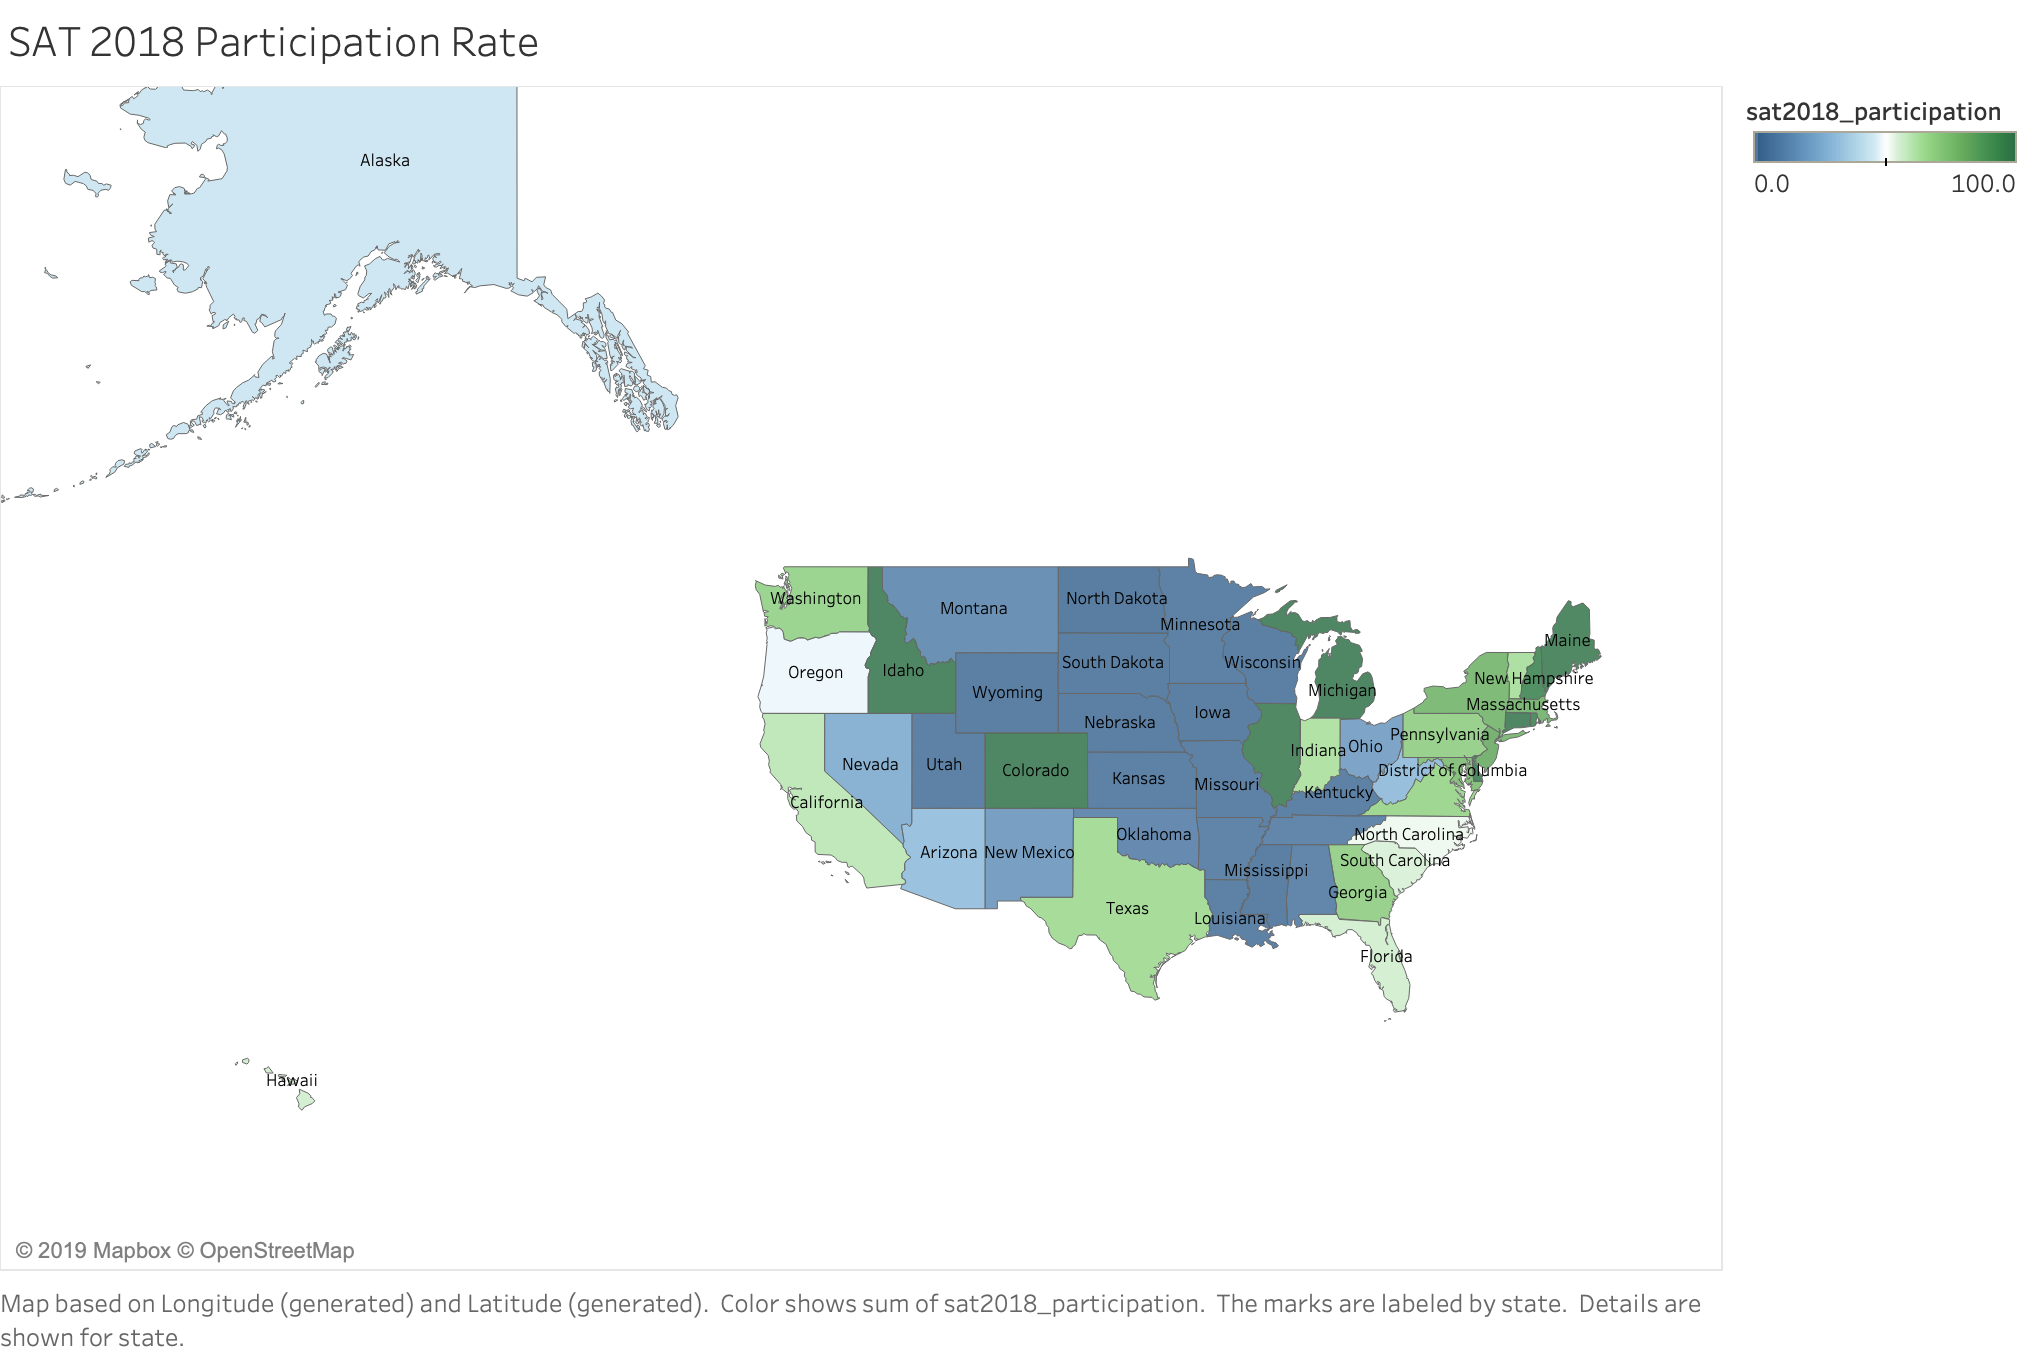 SAT 2018 Participation Rate
sat2018_participation
0.0 100.0
Alaska
Washington
Montana
North Dakota
Minnesota
Maine
Oregon
Idaho
South Dakota
Wisconsin
New Hampshire
Wyoming
Michigan
Massachusetts
Iowa
Nebraska
Pennsylvania
Nevada
Utah
Colorado
Indiana
Ohio
District of Columbia
Kansas
Missouri
Kentucky
California
Arizona
New Mexico
Oklahoma
North Carolina
South Carolina
Mississippi
Georgia
Texas
Louisiana
Florida
Hawaii
© 2019 Mapbox © OpenStreetMap
Map based on Longitude (generated) and Latitude (generated). Color shows sum of sat2018_participation. The marks are labeled by state. Details are
shown for state.